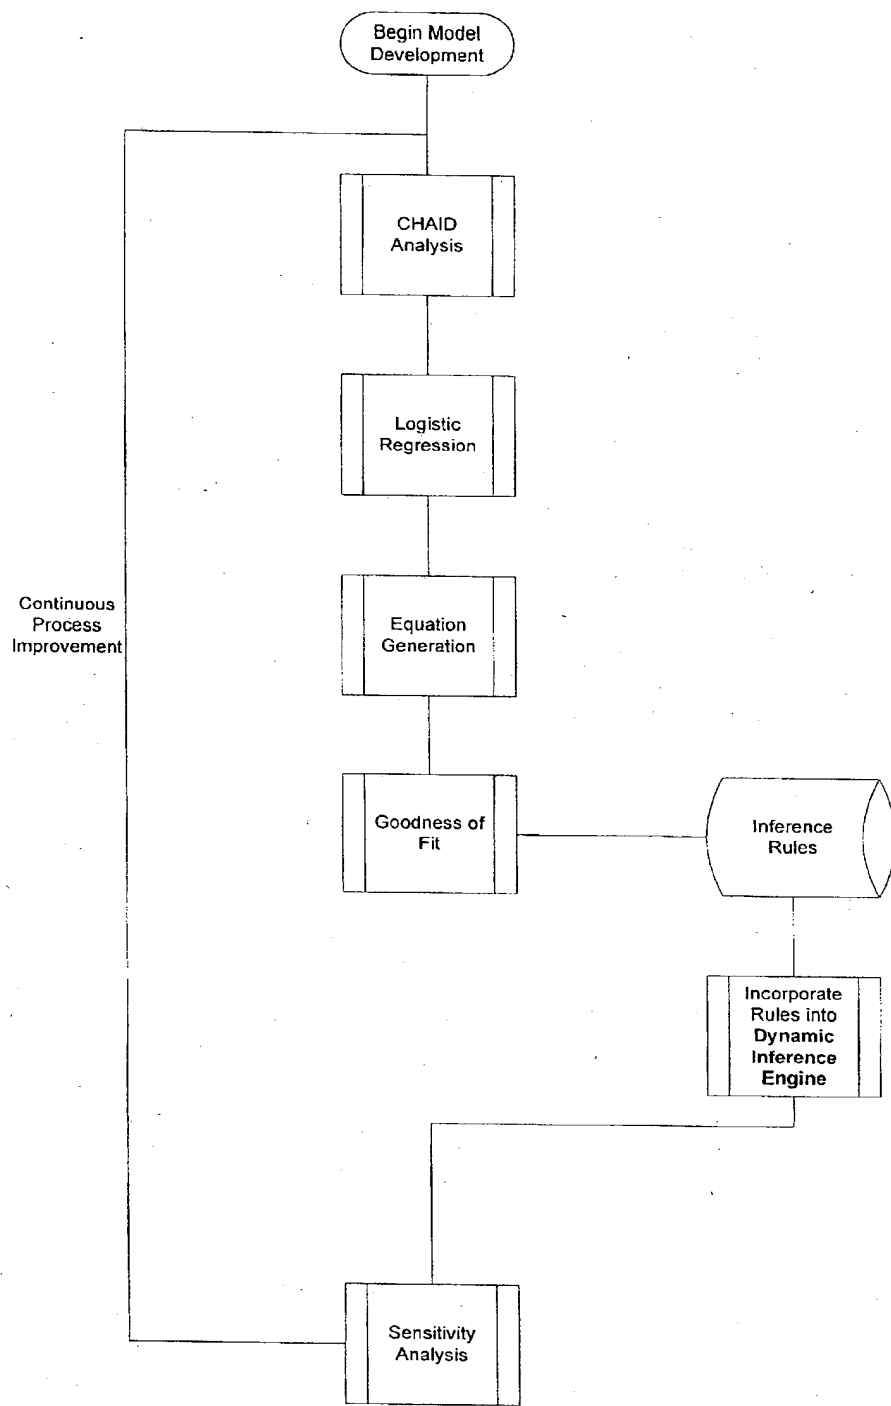 Begin Model
Development
CHAID
Analysis
Logistic
Regression
Continuous
Process
Improvement
Equation
Generation
Goodness of
Fit
Inference
Rules
Incorporate
Rules into
Dynamic
Inference
Engine
Sensitivity
Analysis